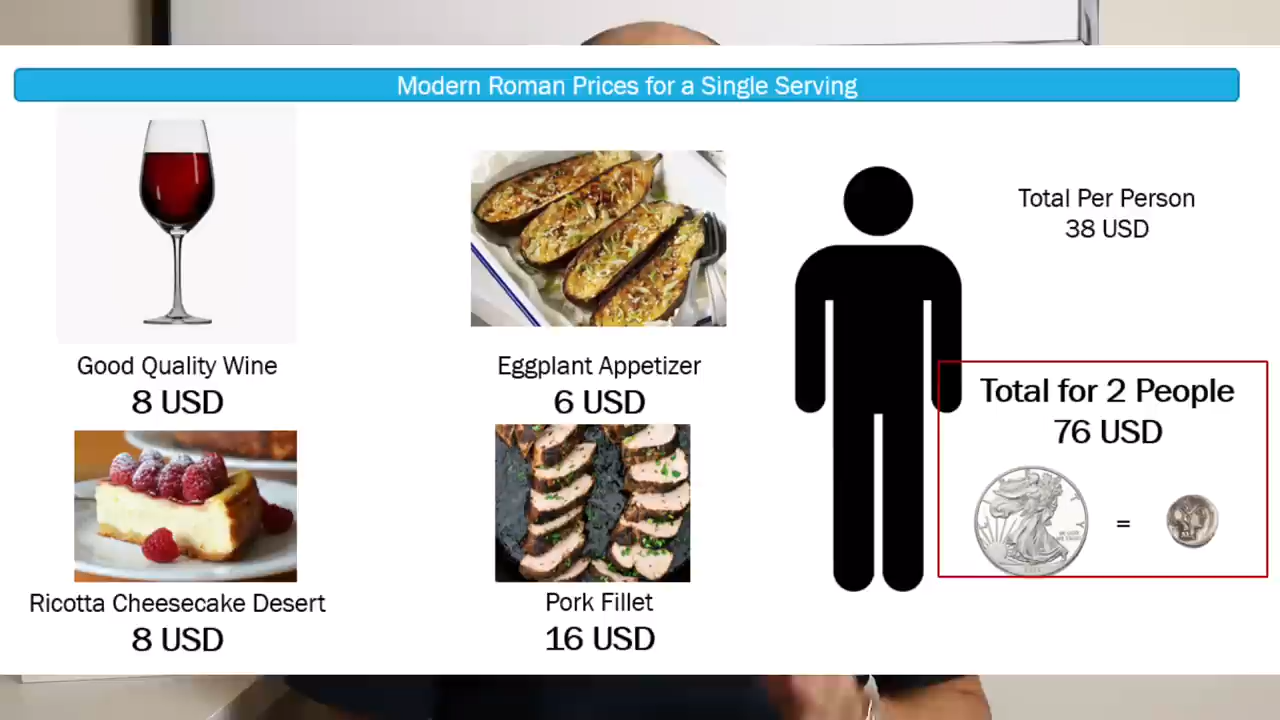 Modern Roman Prices for a Single Serving
Good Quality Wine
8 USD
Eggplant Appetizer
6 USD
Ricotta Cheesecake Desert
8 USD
Pork Fillet
16 USD
Total Per Person
38 USD
Total for 2 People
76 USD
=